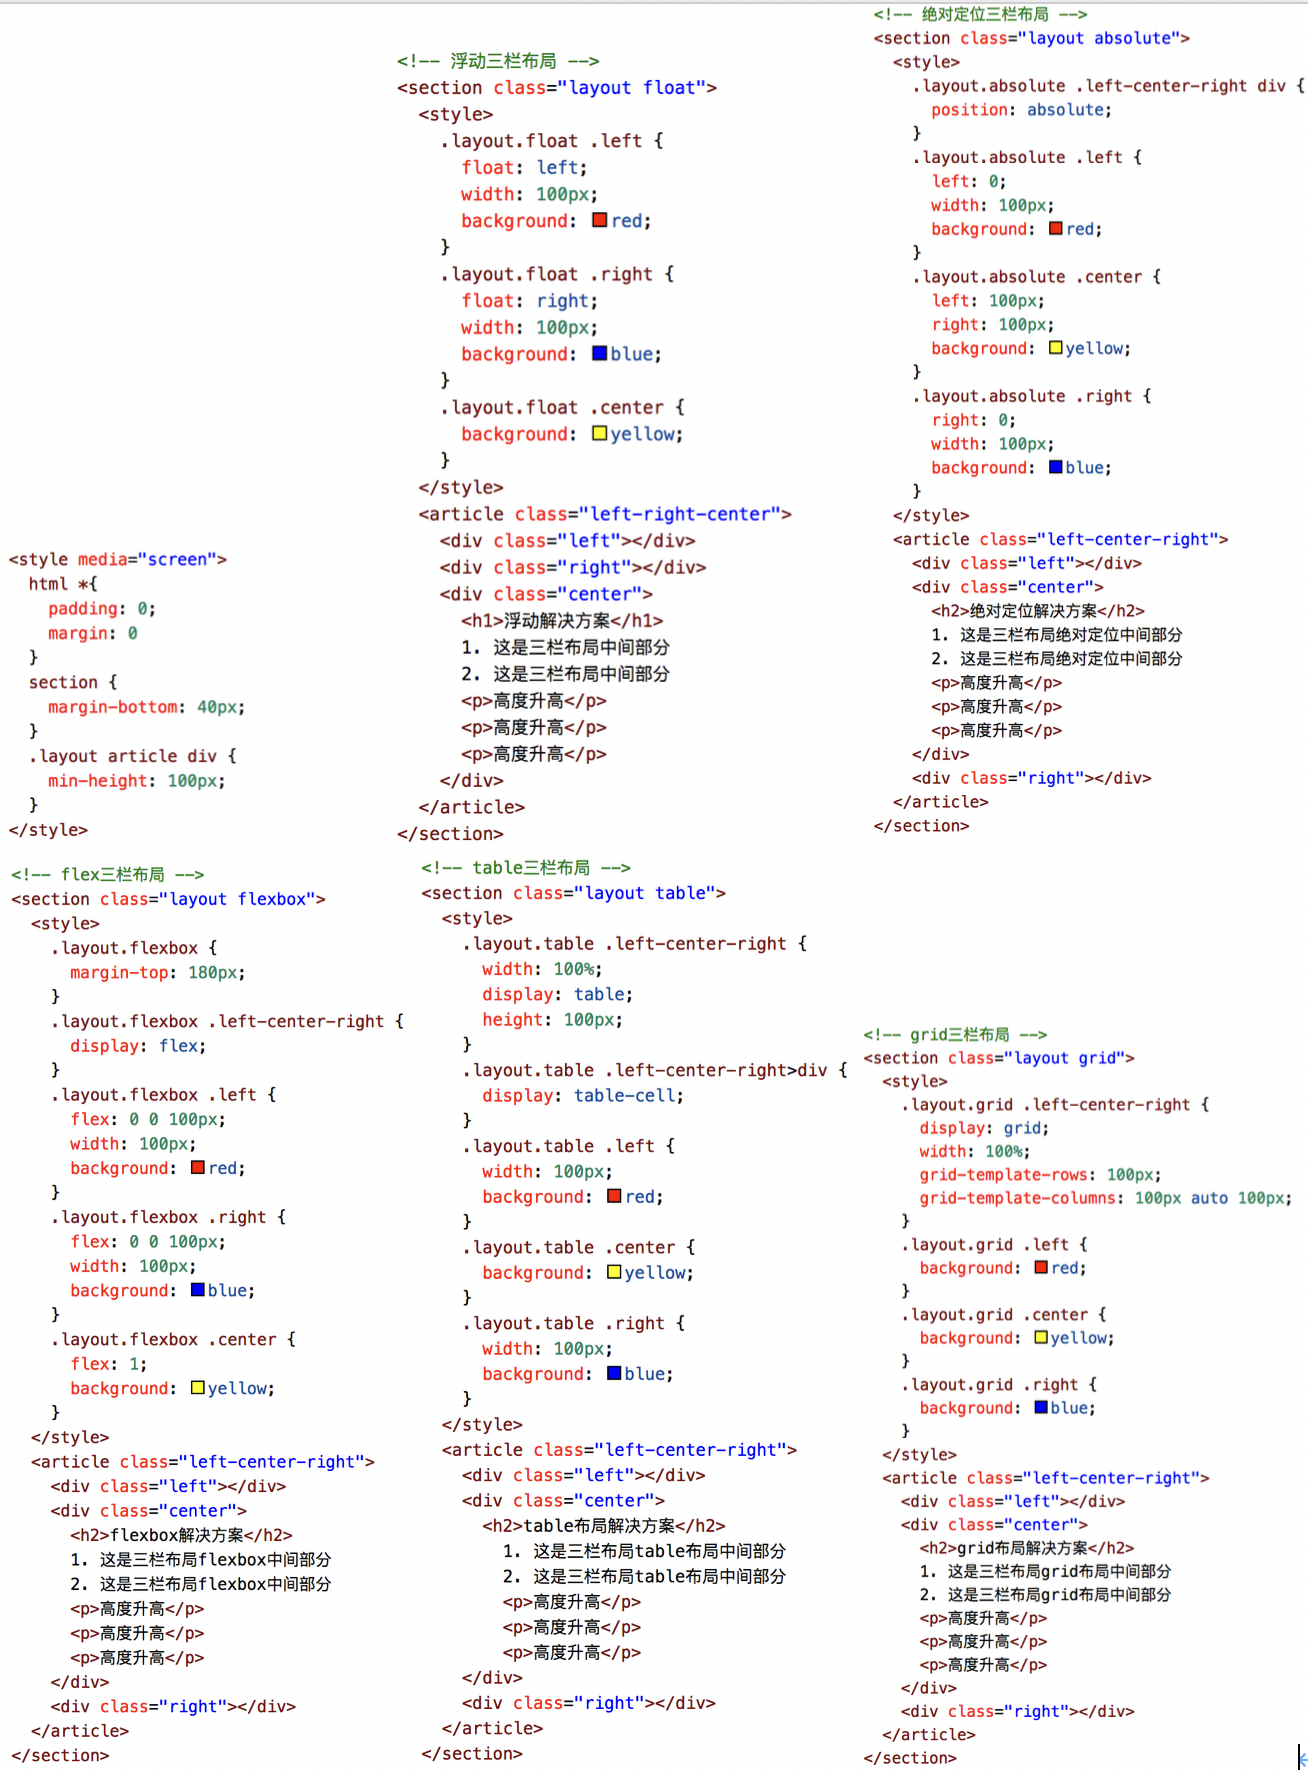 <style media="screen">
html *{
padding: 0;
margin: 0
}
section {
margin-bottom: 40px;
}
.layout article div {
min-height: 100px;
}
</style>
<!-- 浮动三栏布局 -->
<section class="layout float">
<style>
.layout.float .left {
float: left;
width: 100px;
background: red;
}
.layout.float .right {
float: right;
width: 100px;
background: blue;
}
.layout.float .center {
background: yellow;
}
</style>
<article class="left-right-center">
<div class="left"></div>
<div class="right"></div>
<div class="center">
<h1>浮动解决方案</h1>
1. 这是三栏布局中间部分
2. 这是三栏布局中间部分
<p>高度升高</p>
<p>高度升高</p>
<p>高度升高</p>
</div>
</article>
</section>
<!-- 绝对定位三栏布局 -->
<section class="layout absolute">
<style>
.layout.absolute .left-center-right div {
position: absolute;
}
.layout.absolute .left {
left: 0;
width: 100px;
background: red;
}
.layout.absolute .center {
left: 100px;
right: 100px;
background: yellow;
}
.layout.absolute .right {
right: 0;
width: 100px;
background: blue;
}
</style>
<article class="left-center-right">
<div class="left"></div>
<div class="center">
<h2>绝对定位解决方案</h2>
1. 这是三栏布局绝对定位中间部分
2. 这是三栏布局绝对定位中间部分
<p>高度升高</p>
<p>高度升高</p>
<p>高度升高</p>
</div>
<div class="right"></div>
</article>
</section>
<!-- flex三栏布局 -->
<section class="layout flexbox">
<style>
.layout.flexbox {
margin-top: 180px;
}
.layout.flexbox .left-center-right {
display: flex;
}
.layout.flexbox .left {
flex: 0 0 100px;
width: 100px;
background: red;
}
.layout.flexbox .right {
flex: 0 0 100px;
width: 100px;
background: blue;
}
.layout.flexbox .center {
flex: 1;
background: yellow;
}
</style>
<article class="left-center-right">
<div class="left"></div>
<div class="center">
<h2>flexbox解决方案</h2>
1. 这是三栏布局flexbox中间部分
2. 这是三栏布局flexbox中间部分
<p>高度升高</p>
<p>高度升高</p>
<p>高度升高</p>
</div>
<div class="right"></div>
</article>
</section>
<!-- table三栏布局 -->
<section class="layout table">
<style>
.layout.table .left-center-right {
width: 100%;
display: table;
height: 100px;
}
.layout.table .left-center-right>div {
display: table-cell;
}
.layout.table .left {
width: 100px;
background: red;
}
.layout.table .center {
background: yellow;
}
.layout.table .right {
width: 100px;
background: blue;
}
</style>
<article class="left-center-right">
<div class="left"></div>
<div class="center">
<h2>table布局解决方案</h2>
1. 这是三栏布局table布局中间部分
2. 这是三栏布局table布局中间部分
<p>高度升高</p>
<p>高度升高</p>
<p>高度升高</p>
</div>
<div class="right"></div>
</article>
</section>
<!-- grid三栏布局 -->
<section class="layout grid">
<style>
.layout.grid .left-center-right {
display: grid;
width: 100%;
grid-template-rows: 100px;
grid-template-columns: 100px auto 100px;
}
.layout.grid .left {
background: red;
}
.layout.grid .center {
background: yellow;
}
.layout.grid .right {
background: blue;
}
</style>
<article class="left-center-right">
<div class="left"></div>
<div class="center">
<h2>grid布局解决方案</h2>
1. 这是三栏布局grid布局中间部分
2. 这是三栏布局grid布局中间部分
<p>高度升高</p>
<p>高度升高</p>
<p>高度升高</p>
</div>
<div class="right"></div>
</article>
</section>